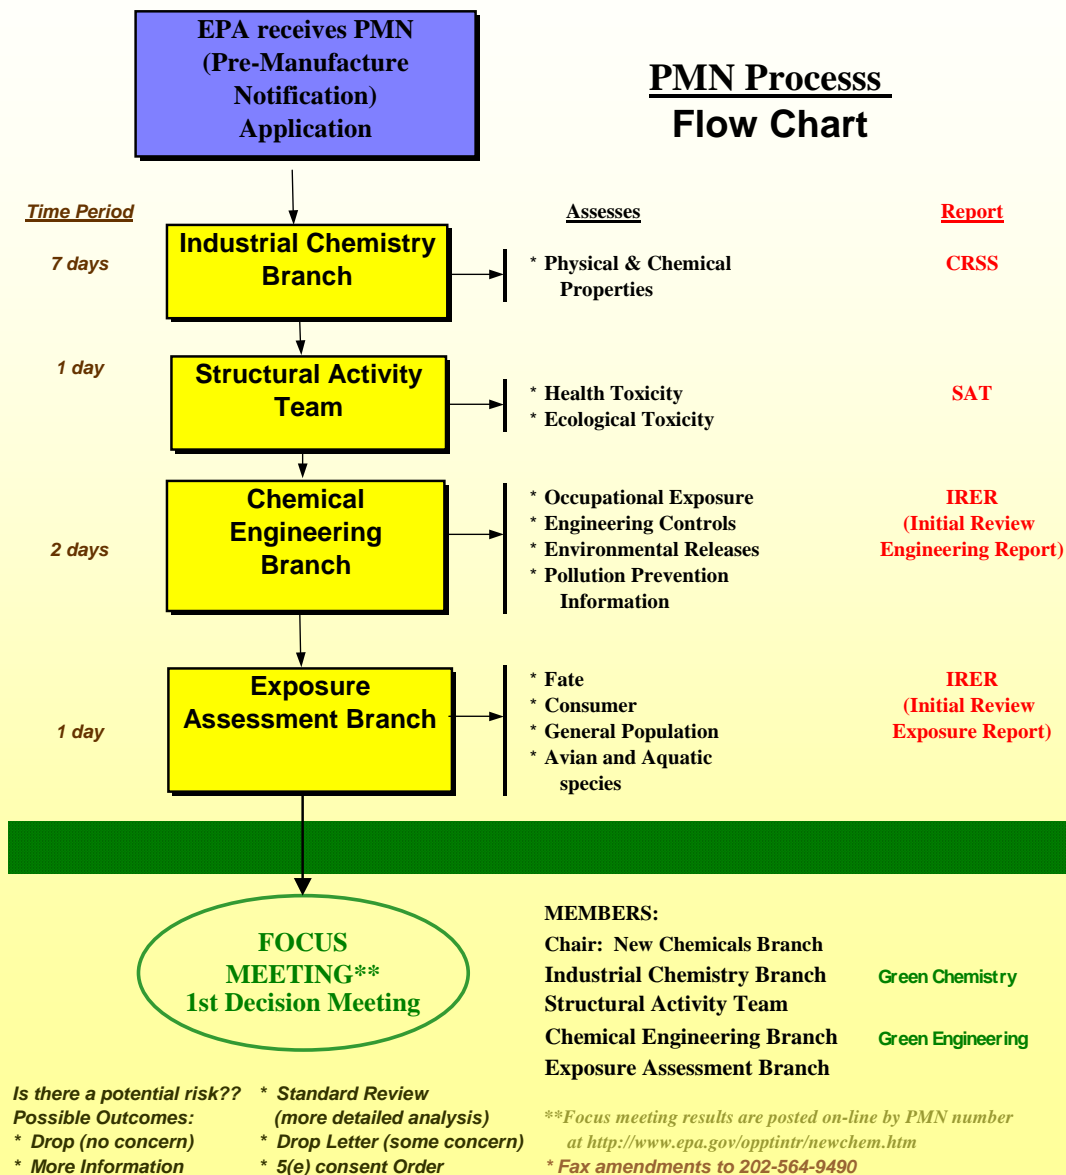 EPA receives PMN
(Pre-Manufacture
Notification)
Application
PMN Processs
Flow Chart
Time Period
Assesses
Report
7 days
Industrial Chemistry
Branch
* Physical & Chemical
Properties
CRSS
1 day
Structural Activity
Team
* Health Toxicity
* Ecological Toxicity
SAT
2 days
Chemical
Engineering
Branch
* Occupational Exposure
* Engineering Controls
* Environmental Releases
* Pollution Prevention
Information
IRER
(Initial Review
Engineering Report)
1 day
Exposure
Assessment Branch
* Fate
* Consumer
* General Population
* Avian and Aquatic
species
IRER
(Initial Review
Exposure Report)
FOCUS
MEETING**
1st Decision Meeting
MEMBERS:
Chair: New Chemicals Branch
Industrial Chemistry Branch Green Chemistry
Structural Activity Team
Chemical Engineering Branch Green Engineering
Exposure Assessment Branch
Is there a potential risk??
Possible Outcomes:
* Drop (no concern)
* More Information
* Standard Review
(more detailed analysis)
* Drop Letter (some concern)
* 5(e) consent Order
**Focus meeting results are posted on-line by PMN number
at http://www.epa.gov/opptintr/newchem.htm
* Fax amendments to 202-564-9490